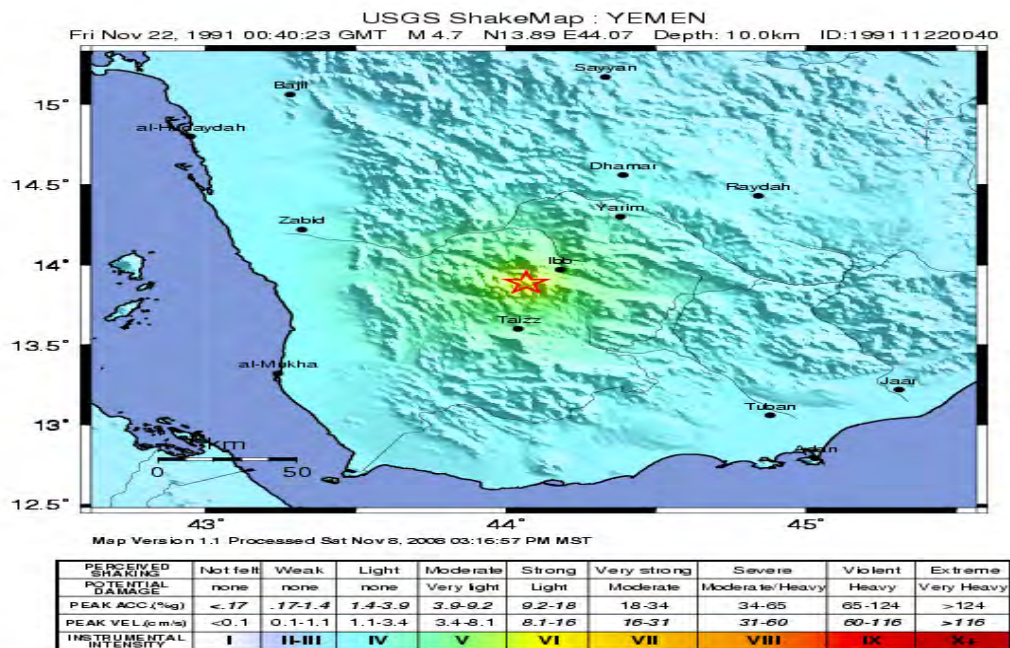 USGS ShakeMap : YEMEN
Fri Nov 22, 1991 00:40:23 GMT M 4.7 N13.89 E44.07 Depth: 10.0km ID:199111220040
Sayyan
15°
Bajil
al-Hudaydah
Dhamar
14.5°
Raydah
Yarim
Zabid
14°
Ibb
Taizz
13.5°
al-Mukha
Jaar
Tuban
13°
km
Adan
0 50
12.5°
43° 44° 45°
Map Version 1.1 Processed Sat Nov 8, 2008 03:16:57 PM MST
PERCEIVED SHAKING Not felt Weak Light Moderate Strong Very strong Severe Violent Extreme
POTENTIAL DAMAGE none none none Very light Light Moderate Moderate/Heavy Heavy Very Heavy
PEAK ACC.(%g) <.17 .17-1.4 1.4-3.9 3.9-9.2 9.2-18 18-34 34-65 65-124 >124
PEAK VEL.(cm/s) <0.1 0.1-1.1 1.1-3.4 3.4-8.1 8.1-16 16-31 31-60 60-116 >116
INSTRUMENTAL INTENSITY I II-III IV V VI VII VIII IX X+